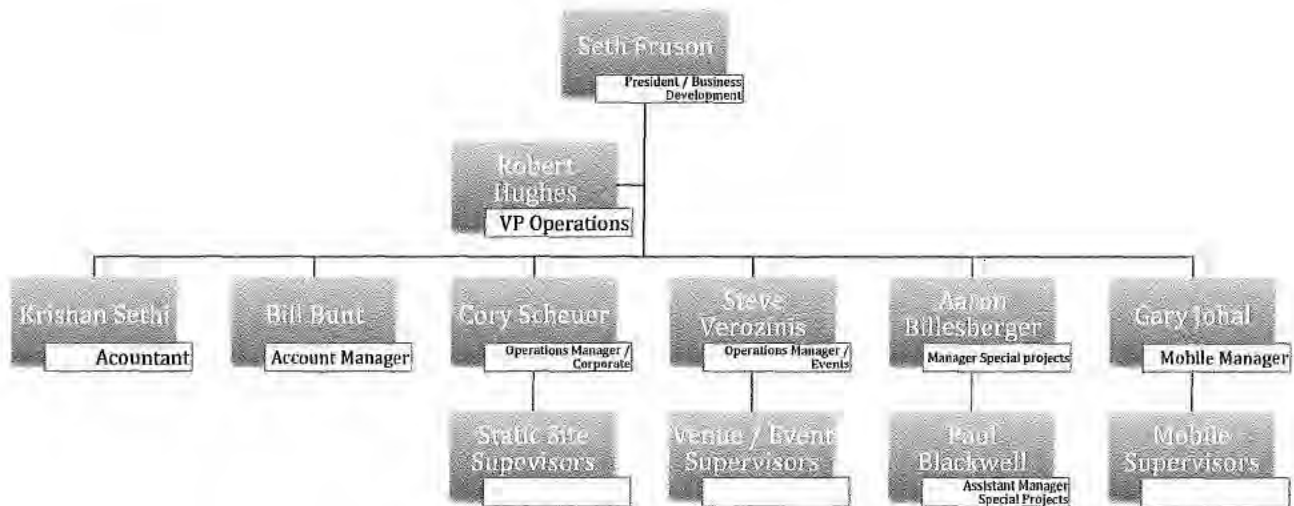 Seth Fruson
President / Business
Development
Robert
Hughes
VP Operations
Krishan Sethi
Acountant
Bill Bunt
Account Manager
Cory Scheuer
Operations Manager /
Corporate
Steve
Verozinis
Operations Manager /
Events
Aaron
Billesberger
Manager Special projects
Gary Johal
Mobile Manager
Static Site
Supevisors
Venue / Event
Supervisors
Paul
Blackwell
Assistant Manager
Special Projects
Mobile
Supervisors